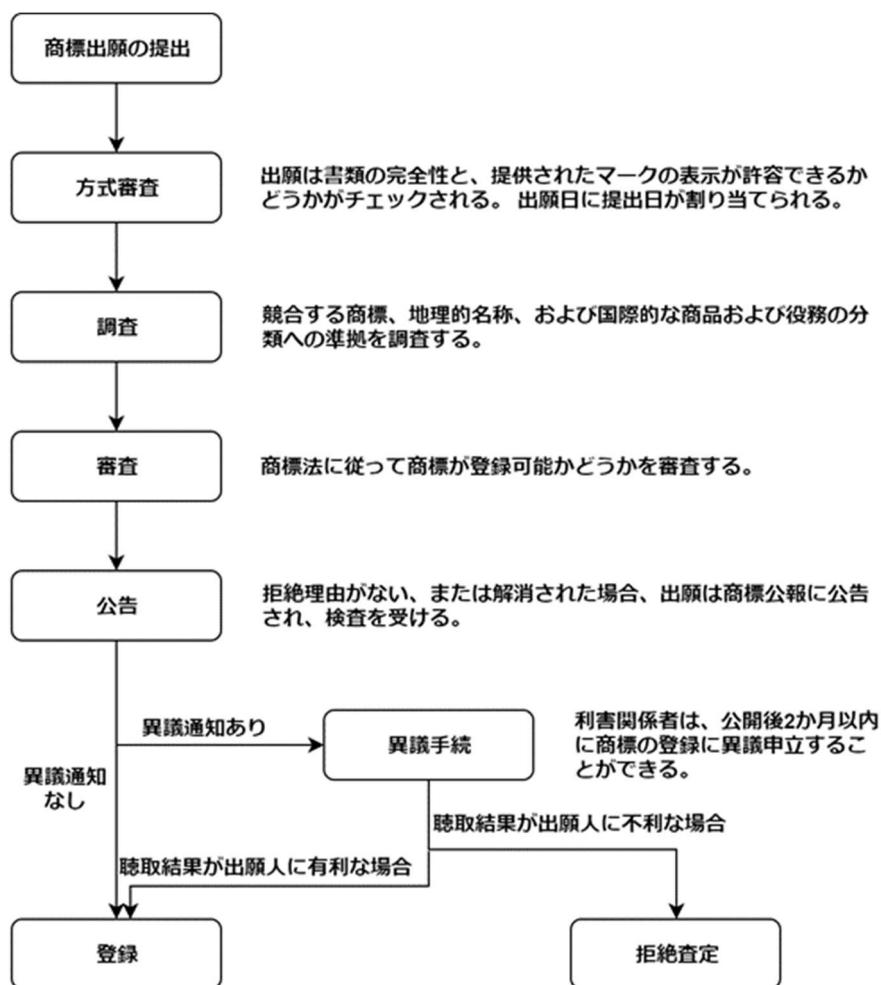 商標出願の提出
方式審査
出願は書類の完全性と、提供されたマークの表示が許容できるか
どうかがチェックされる。 出願日に提出日が割り当てられる。
調査
競合する商標、地理的名称、および国際的な商品および役務の分
類への準拠を調査する。
審査
商標法に従って商標が登録可能かどうかを審査する。
公告
拒絶理由がない、または解消された場合、出願は商標公報に公告
され、検査を受ける。
異議通知あり
異議手続
利害関係者は、公開後2か月以内
に商標の登録に異議申立するこ
とができる。
異議通知
なし
聴取結果が出願人に不利な場合
聴取結果が出願人に有利な場合
登録
拒絶査定